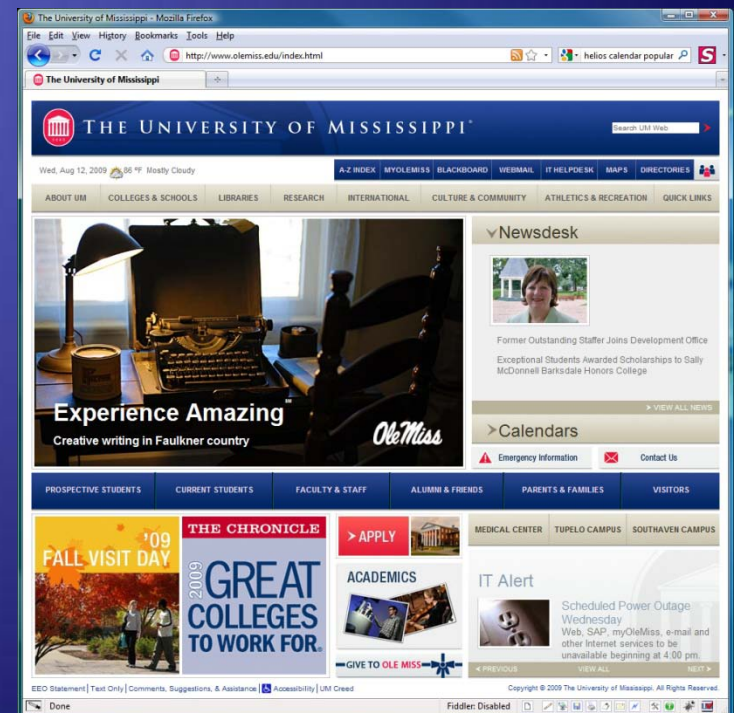 The University of Mississippi - Mozilla Firefox
File Edit View History Bookmarks Tools Help
http://www.olemiss.edu/index.html
helios calendar popular
S
The University of Mississippi
THE UNIVERSITY OF MISSISSIPPI
Search UM Web
Wed, Aug 12, 2009 86 °F Mostly Cloudy
A-Z INDEX MYOLEMISS BLACKBOARD WEBMAIL IT HELPDESK MAPS DIRECTORIES
ABOUT UM COLLEGES & SCHOOLS LIBRARIES RESEARCH INTERNATIONAL CULTURE & COMMUNITY ATHLETICS & RECREATION QUICK LINKS
Experience Amazing℠
Creative writing in Faulkner country
Ole Miss
Newsdesk
Former Outstanding Staffer Joins Development Office
Exceptional Students Awarded Scholarships to Sally
McDonnell Barksdale Honors College
> VIEW ALL NEWS
Calendars
Emergency Information Contact Us
PROSPECTIVE STUDENTS CURRENT STUDENTS FACULTY & STAFF ALUMNI & FRIENDS PARENTS & FAMILIES VISITORS
'09
FALL VISIT DAY
THE CHRONICLE
2009
GREAT
COLLEGES
TO WORK FOR
> APPLY
ACADEMICS
GIVE TO OLE MISS
MEDICAL CENTER TUPELO CAMPUS SOUTHAVEN CAMPUS
IT Alert
Scheduled Power Outage
Wednesday
Web, SAP, myOleMiss, e-mail and
other Internet services to be
unavailable beginning at 4:00 pm.
< PREVIOUS VIEW ALL NEXT >
EEO Statement | Text Only | Comments, Suggestions, & Assistance | Accessibility | UM Creed
Copyright © 2009 The University of Mississippi. All Rights Reserved.
Done
Fiddler: Disabled